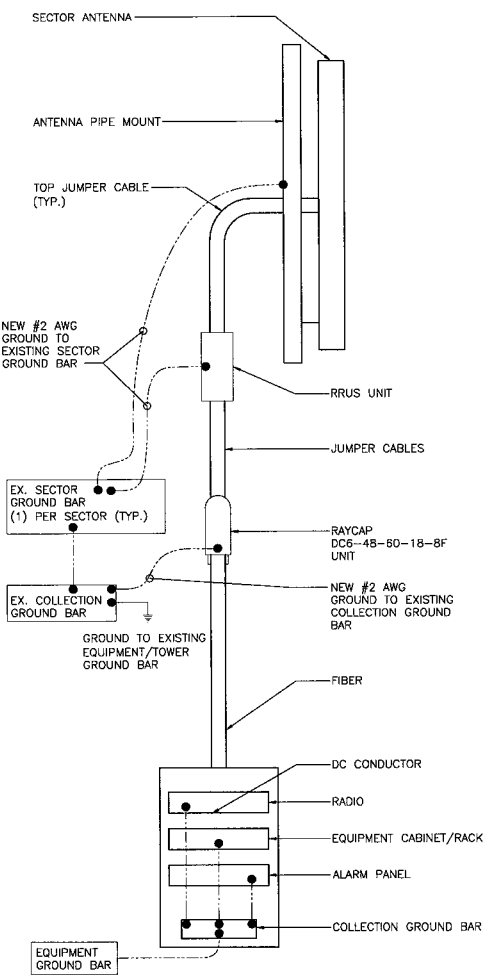 SECTOR ANTENNA
ANTENNA PIPE MOUNT
TOP JUMPER CABLE
(TYP.)
NEW #2 AWG
GROUND TO
EXISTING SECTOR
GROUND BAR
RRUS UNIT
JUMPER CABLES
EX. SECTOR
GROUND BAR
(1) PER SECTOR (TYP.)
RAYCAP
DC6-48-60-18-8F
UNIT
EX. COLLECTION
GROUND BAR
NEW #2 AWG
GROUND TO EXISTING
COLLECTION GROUND
BAR
GROUND TO EXISTING
EQUIPMENT/TOWER
GROUND BAR
FIBER
DC CONDUCTOR
RADIO
EQUIPMENT CABINET/RACK
ALARM PANEL
COLLECTION GROUND BAR
EQUIPMENT
GROUND BAR